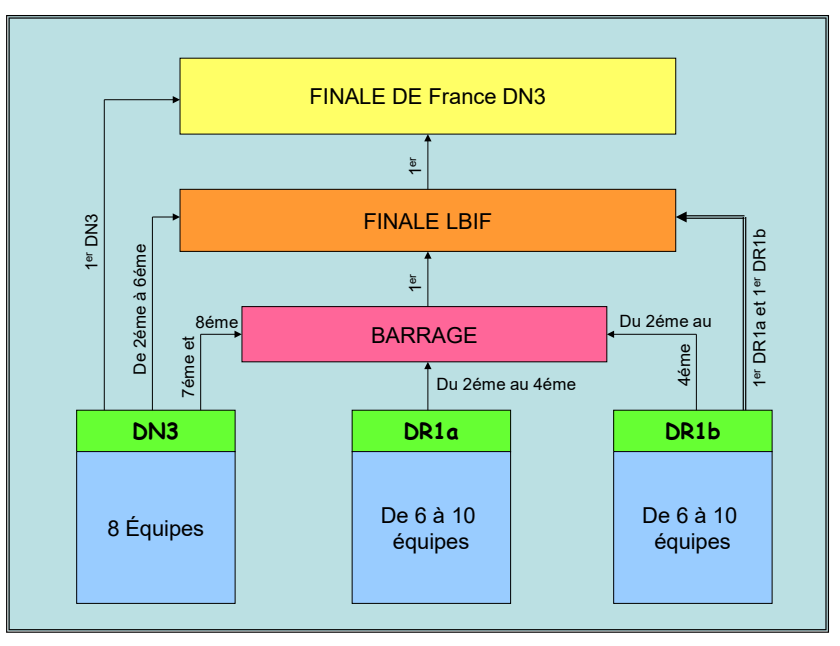 FINALE DE France DN3
1er
1er DN3
FINALE LBIF
De 2éme à 6éme
1er DR1a et 1er DR1b
1er
8éme
7éme et
BARRAGE
Du 2éme au
4éme
Du 2éme au 4éme
DN3
DR1a
DR1b
8 Équipes
De 6 à 10
équipes
De 6 à 10
équipes